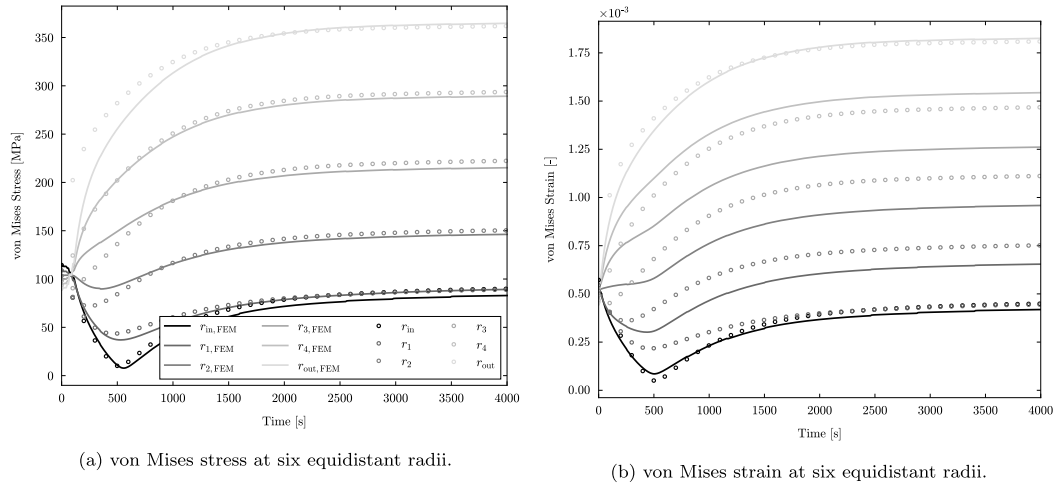 von Mises Stress [MPa]
350
300
250
200
150
100
50
0
0 500 1000 1500 2000 2500 3000 3500 4000
Time [s]
r_in, FEM
r_1, FEM
r_2, FEM
r_3, FEM
r_4, FEM
r_out, FEM
r_in
r_1
r_2
r_3
r_4
r_out
(a) von Mises stress at six equidistant radii.
×10⁻³
von Mises Strain [-]
1.75
1.50
1.25
1.00
0.75
0.50
0.25
0.00
0 500 1000 1500 2000 2500 3000 3500 4000
Time [s]
(b) von Mises strain at six equidistant radii.